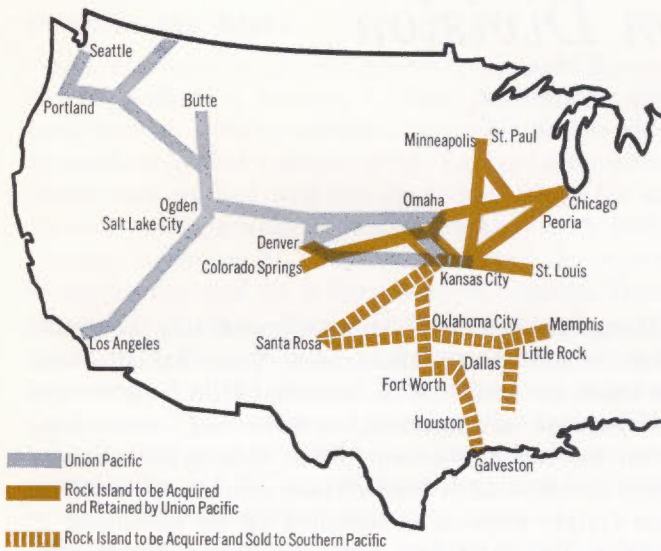 Seattle
Portland
Butte
Minneapolis
St. Paul
Ogden
Salt Lake City
Omaha
Chicago
Peoria
Denver
Colorado Springs
Kansas City
St. Louis
Los Angeles
Santa Rosa
Oklahoma City
Memphis
Little Rock
Dallas
Fort Worth
Houston
Galveston
Union Pacific
Rock Island to be Acquired
and Retained by Union Pacific
Rock Island to be Acquired and Sold to Southern Pacific